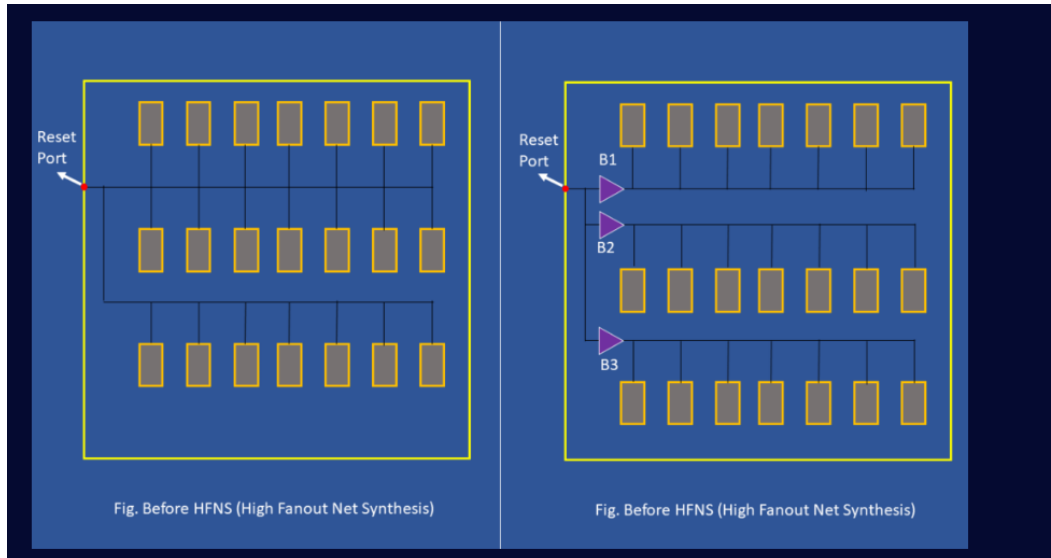 Reset
Port
Fig. Before HFNS (High Fanout Net Synthesis)
Reset
Port
B1
B2
B3
Fig. Before HFNS (High Fanout Net Synthesis)